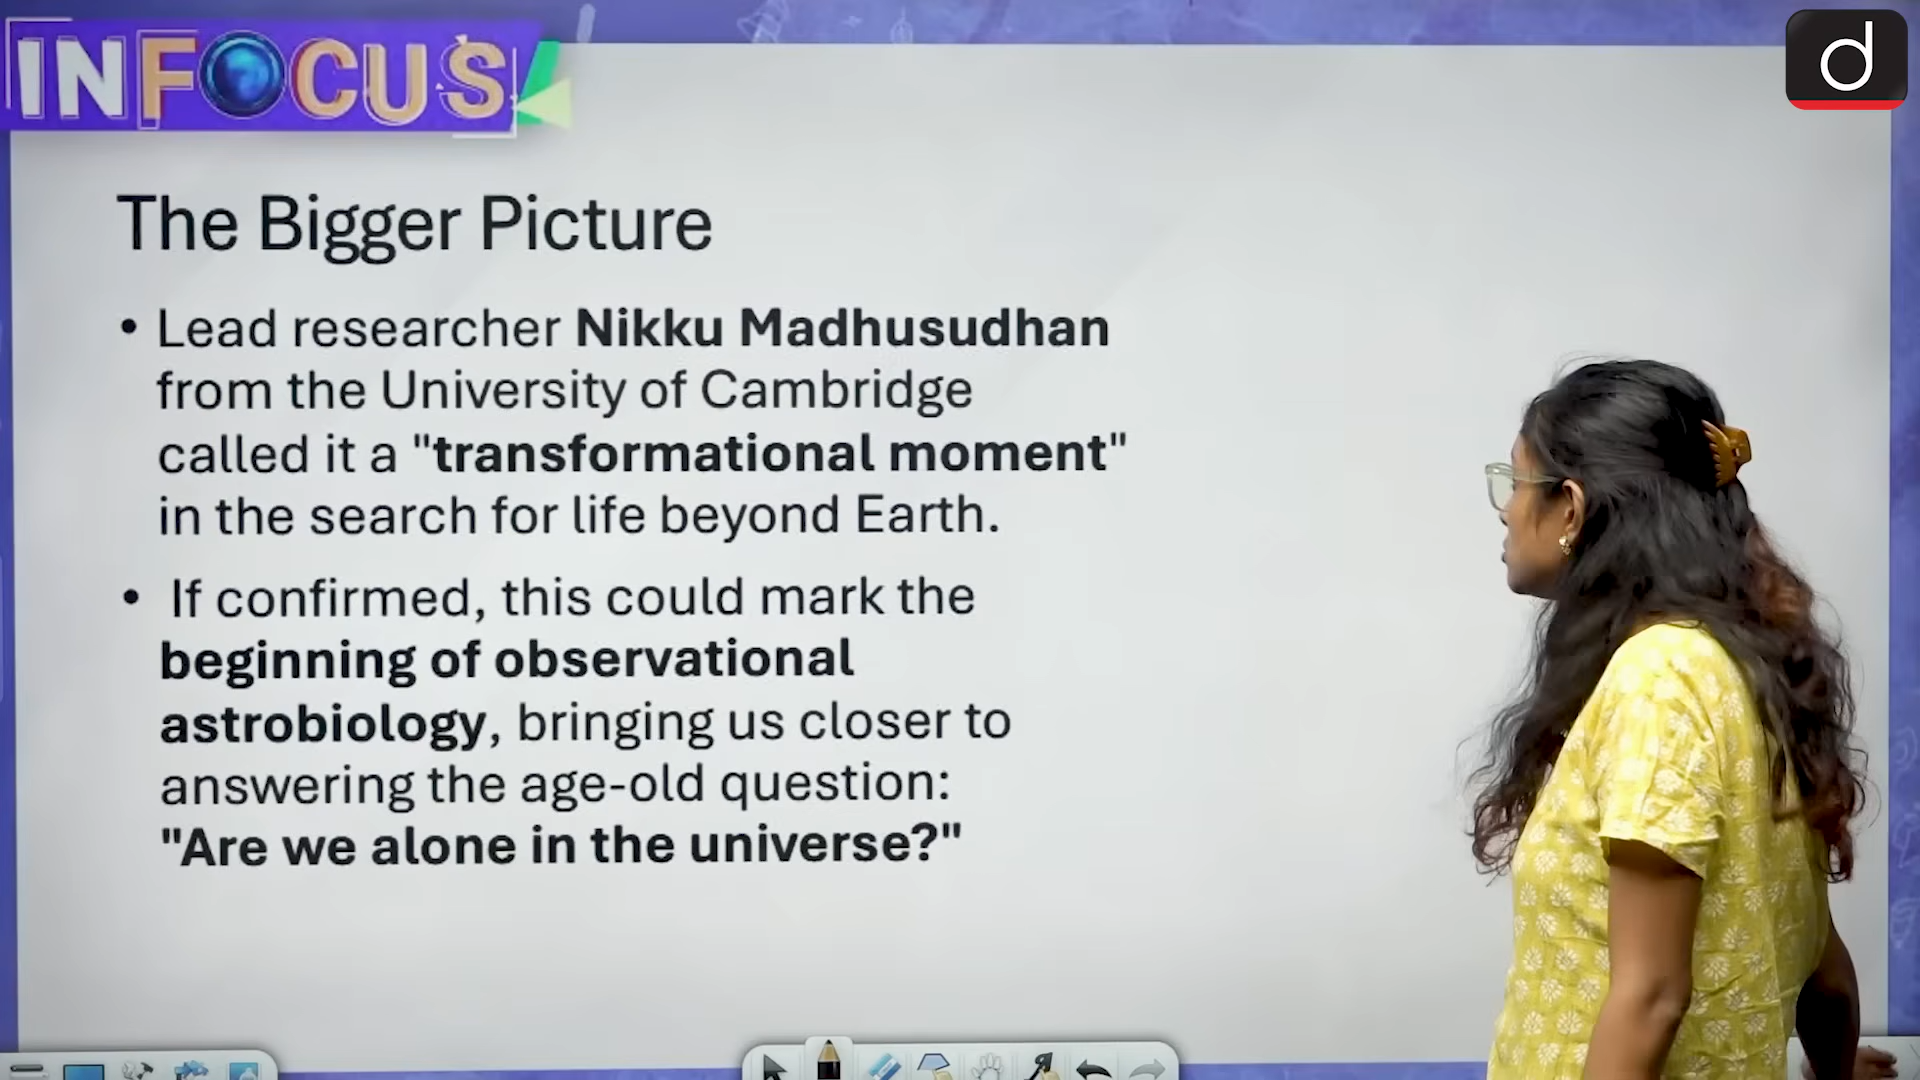 INFOCUS
d
The Bigger Picture
• Lead researcher Nikku Madhusudhan
from the University of Cambridge
called it a "transformational moment"
in the search for life beyond Earth.
• If confirmed, this could mark the
beginning of observational
astrobiology, bringing us closer to
answering the age-old question:
"Are we alone in the universe?"